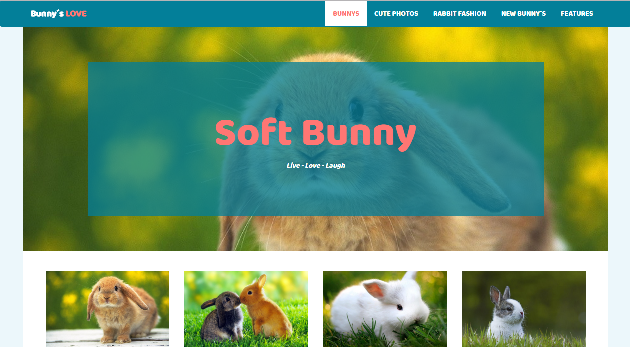 Bunny's LOVE
BUNNYS CUTE PHOTOS RABBIT FASHION NEW BUNNY'S FEATURES
Soft Bunny
Live - Love - Laugh